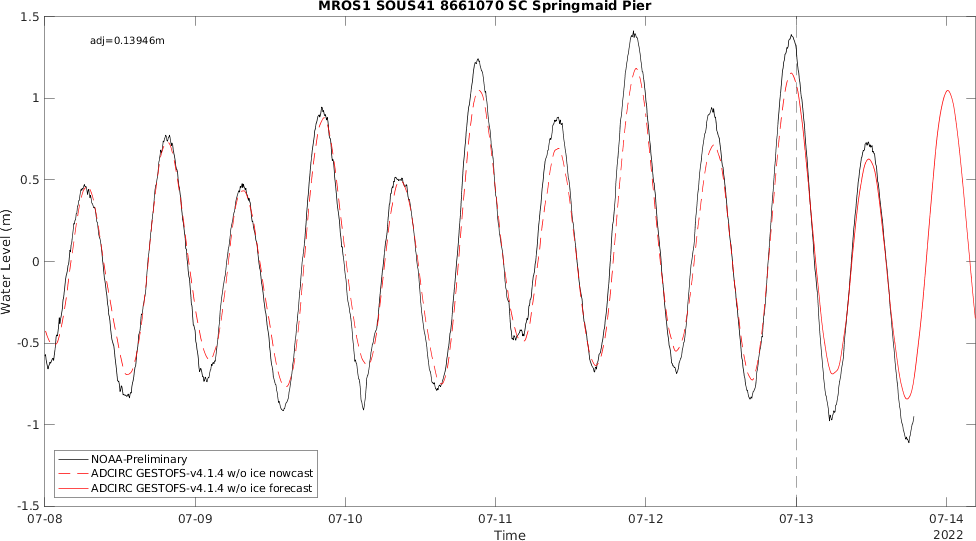 MROS1 SOUS41 8661070 SC Springmaid Pier
adj=0.13946m
1.5
1
0.5
0
-0.5
-1
-1.5
Water Level (m)
NOAA-Preliminary
ADCIRC GESTOFS-v4.1.4 w/o ice nowcast
ADCIRC GESTOFS-v4.1.4 w/o ice forecast
07-08 07-09 07-10 07-11 07-12 07-13 07-14
Time
2022